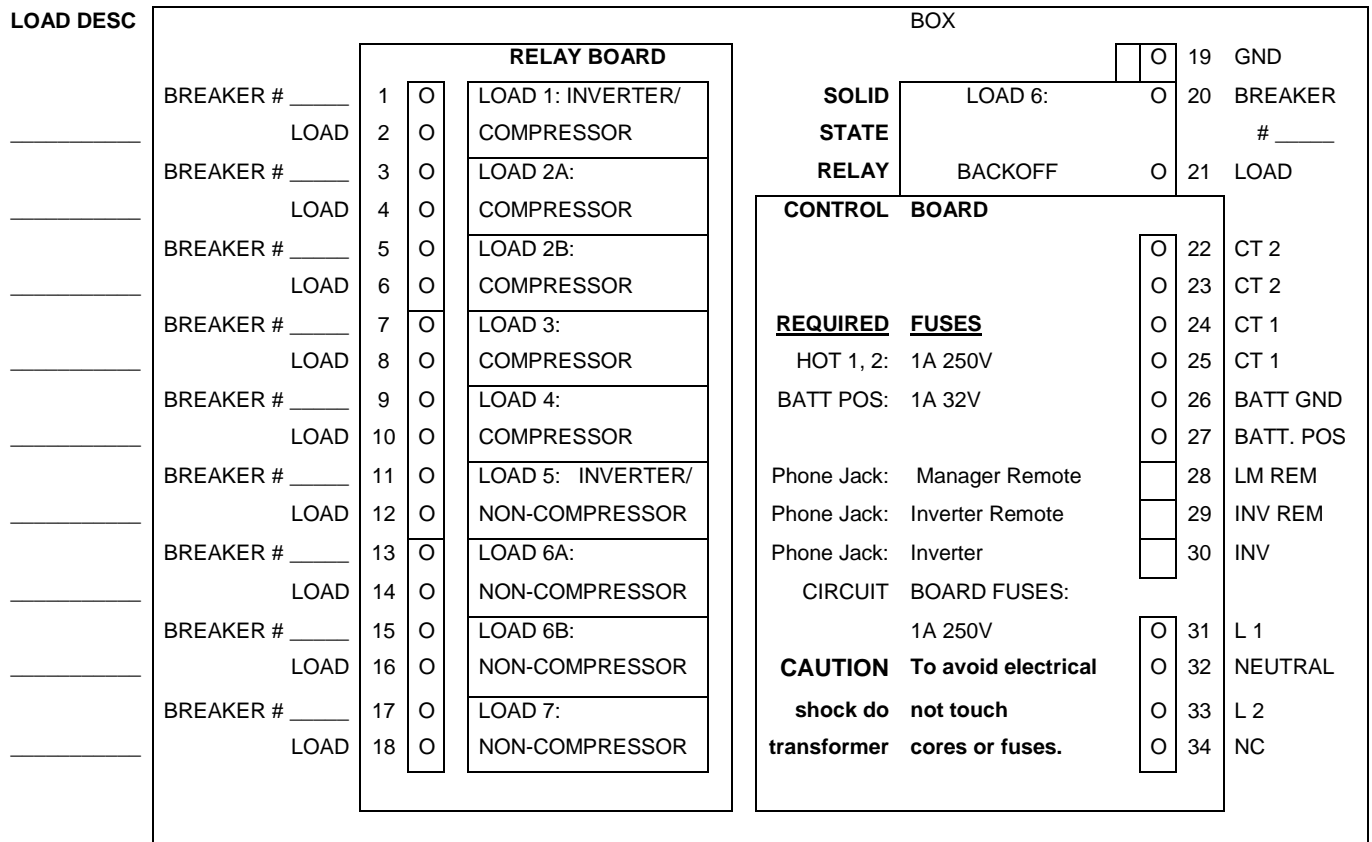 LOAD DESC BOX
RELAY BOARD O 19 GND
BREAKER # _____ 1 O LOAD 1: INVERTER/ SOLID LOAD 6: O 20 BREAKER
___________ LOAD 2 O COMPRESSOR STATE # _____
BREAKER # _____ 3 O LOAD 2A: RELAY BACKOFF O 21 LOAD
___________ LOAD 4 O COMPRESSOR CONTROL BOARD
BREAKER # _____ 5 O LOAD 2B: O 22 CT 2
___________ LOAD 6 O COMPRESSOR O 23 CT 2
BREAKER # _____ 7 O LOAD 3: REQUIRED FUSES O 24 CT 1
___________ LOAD 8 O COMPRESSOR HOT 1, 2: 1A 250V O 25 CT 1
BREAKER # _____ 9 O LOAD 4: BATT POS: 1A 32V O 26 BATT GND
___________ LOAD 10 O COMPRESSOR O 27 BATT. POS
BREAKER # _____ 11 O LOAD 5: INVERTER/ Phone Jack: Manager Remote 28 LM REM
___________ LOAD 12 O NON-COMPRESSOR Phone Jack: Inverter Remote 29 INV REM
BREAKER # _____ 13 O LOAD 6A: Phone Jack: Inverter 30 INV
___________ LOAD 14 O NON-COMPRESSOR CIRCUIT BOARD FUSES:
BREAKER # _____ 15 O LOAD 6B: 1A 250V O 31 L 1
___________ LOAD 16 O NON-COMPRESSOR CAUTION To avoid electrical O 32 NEUTRAL
BREAKER # _____ 17 O LOAD 7: shock do not touch O 33 L 2
___________ LOAD 18 O NON-COMPRESSOR transformer cores or fuses. O 34 NC